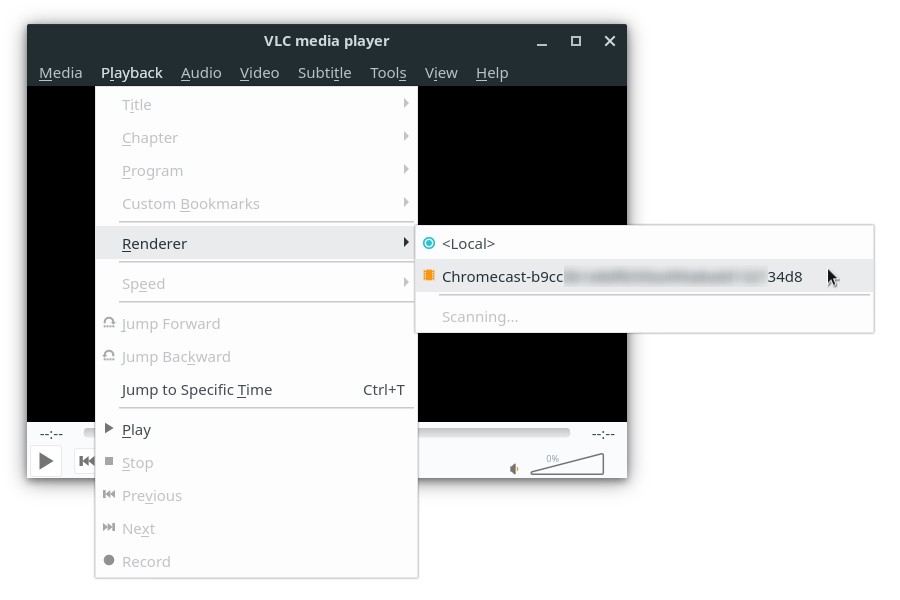 VLC media player
Media Playback Audio Video Subtitle Tools View Help
Title
Chapter
Program
Custom Bookmarks
Renderer
<Local>
Chromecast-b9cc 34d8
Scanning...
Speed
Jump Forward
Jump Backward
Jump to Specific Time Ctrl+T
--:-- --:--
Play
0%
Stop
Previous
Next
Record